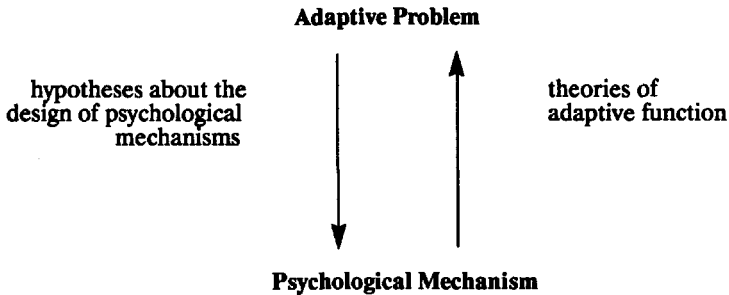 Adaptive Problem
hypotheses about the
design of psychological
mechanisms
theories of
adaptive function
Psychological Mechanism